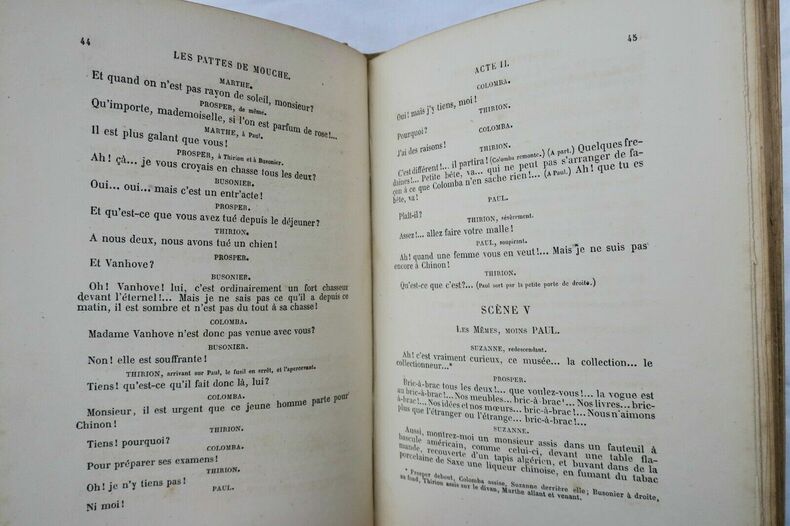 44
LES PATTES DE MOUCHE.
MARTHE.
Et quand on n'est pas rayon de soleil, monsieur?
PROSPER, de même.
Qu'importe, mademoiselle, si l'on est parfum de rose!...
MARTHE, à Paul.
Il est plus galant que vous!
PROSPER, à Thirion et à Busonier.
Ah! çà... je vous croyais en chasse tous les deux?
BUSONIER.
Oui... oui... mais c'est un entr'acte!
PROSPER.
Et qu'est-ce que vous avez tué depuis le déjeuner?
THIRION.
A nous deux, nous avons tué un chien!
PROSPER.
Et Vanhove?
BUSONIER.
Oh! Vanhove! lui, c'est ordinairement un fort chasseur
devant l'éternel!... Mais je ne sais pas ce qu'il a depuis ce
matin, il est sombre et n'est pas du tout à sa chasse!
COLOMBA.
Madame Vanhove n'est donc pas venue avec vous?
BUSONIER.
Non! elle est souffrante!
THIRION, arrivant sur Paul, le fusil en arrêt, et l'apercevant.
Tiens! qu'est-ce qu'il fait donc là, lui?
COLOMBA.
Monsieur, il est urgent que ce jeune homme parte pour
Chinon!
THIRION.
Tiens! pourquoi?
COLOMBA.
Pour préparer ses examens!
THIRION.
Oh! je n'y tiens pas!
PAUL.
Ni moi!
45
ACTE II.
COLOMBA.
Oui! mais j'y tiens, moi!
THIRION.
Pourquoi?
COLOMBA.
J'ai des raisons!
THIRION.
C'est différent!... il partira! (Colomba remonte.) (A part.) Quelques fre-
daines!... Petite bête, va... qui ne peut pas s'arranger de fa-
çon à ce que Colomba n'en sache rien!... (A Paul.) Ah! que tu es
bête, va!
PAUL.
Plaît-il?
THIRION, sévèrement.
Assez!... allez faire votre malle!
PAUL, soupirant.
Ah! quand une femme vous en veut!... Mais je ne suis pas
encore à Chinon!
THIRION.
Qu'est-ce que c'est?... (Paul sort par la petite porte de droite.)
SCÈNE V
LES MÊMES, MOINS PAUL.
SUZANNE, redescendant.
Ah! c'est vraiment curieux, ce musée... la collection... le
collectionneur...*
PROSPER.
Bric-à-brac tous les deux!... que voulez-vous!... la vogue est
au bric-à-brac!... Nos meubles... bric-à-brac!... Nos livres... bric-
à-brac!... Nos idées et nos mœurs... bric-à-brac!... Nous n'aimons
plus que l'étranger ou l'étrange... bric-à-brac!...
SUZANNE.
Aussi, montrez-moi un monsieur assis dans un fauteuil à
bascule américain, comme celui-ci, devant une table fla-
mande, recouverte d'un tapis algérien, et buvant dans de la
porcelaine de Saxe une liqueur chinoise, en fumant du tabac
* Prosper debout, Colomba assise, Suzanne derrière elle; Busonier à droite,
au fond, Thirion assis sur le divan, Marthe allant et venant.